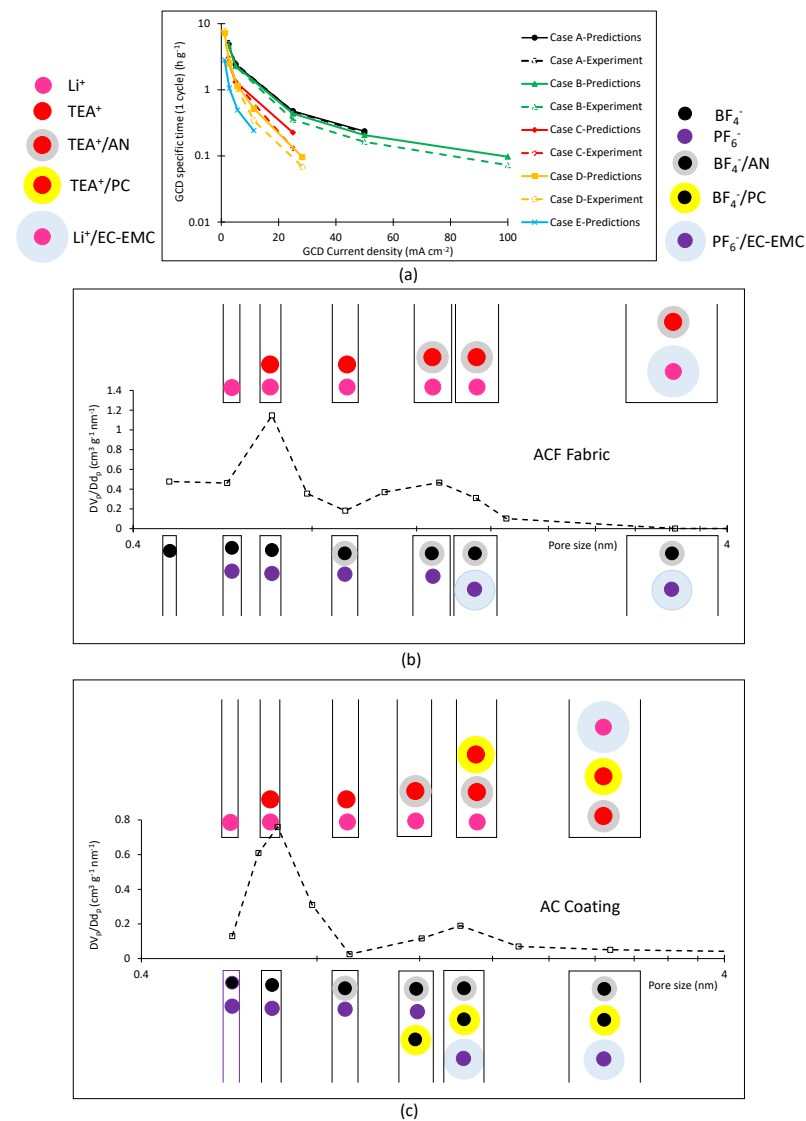 10
1
0.1
0.01
0
20
40
60
80
100
GCD specific time (1 cycle) (h g⁻¹)
GCD Current density (mA cm⁻²)
Case A-Predictions
Case A-Experiment
Case B-Predictions
Case B-Experiment
Case C-Predictions
Case C-Experiment
Case D-Predictions
Case D-Experiment
Case E-Predictions
Li⁺
TEA⁺
TEA⁺/AN
TEA⁺/PC
Li⁺/EC-EMC
BF₄⁻
PF₆⁻
BF₄⁻/AN
BF₄⁻/PC
PF₆⁻/EC-EMC
(a)
1.4
1.2
1
0.8
0.6
0.4
0.2
0
DVₚ/Ddₚ (cm³ g⁻¹ nm⁻¹)
ACF Fabric
0.4
Pore size (nm)
4
(b)
0.8
0.6
0.4
0.2
0
DVₚ/Ddₚ (cm³ g⁻¹ nm⁻¹)
AC Coating
0.4
4
Pore size (nm)
(c)